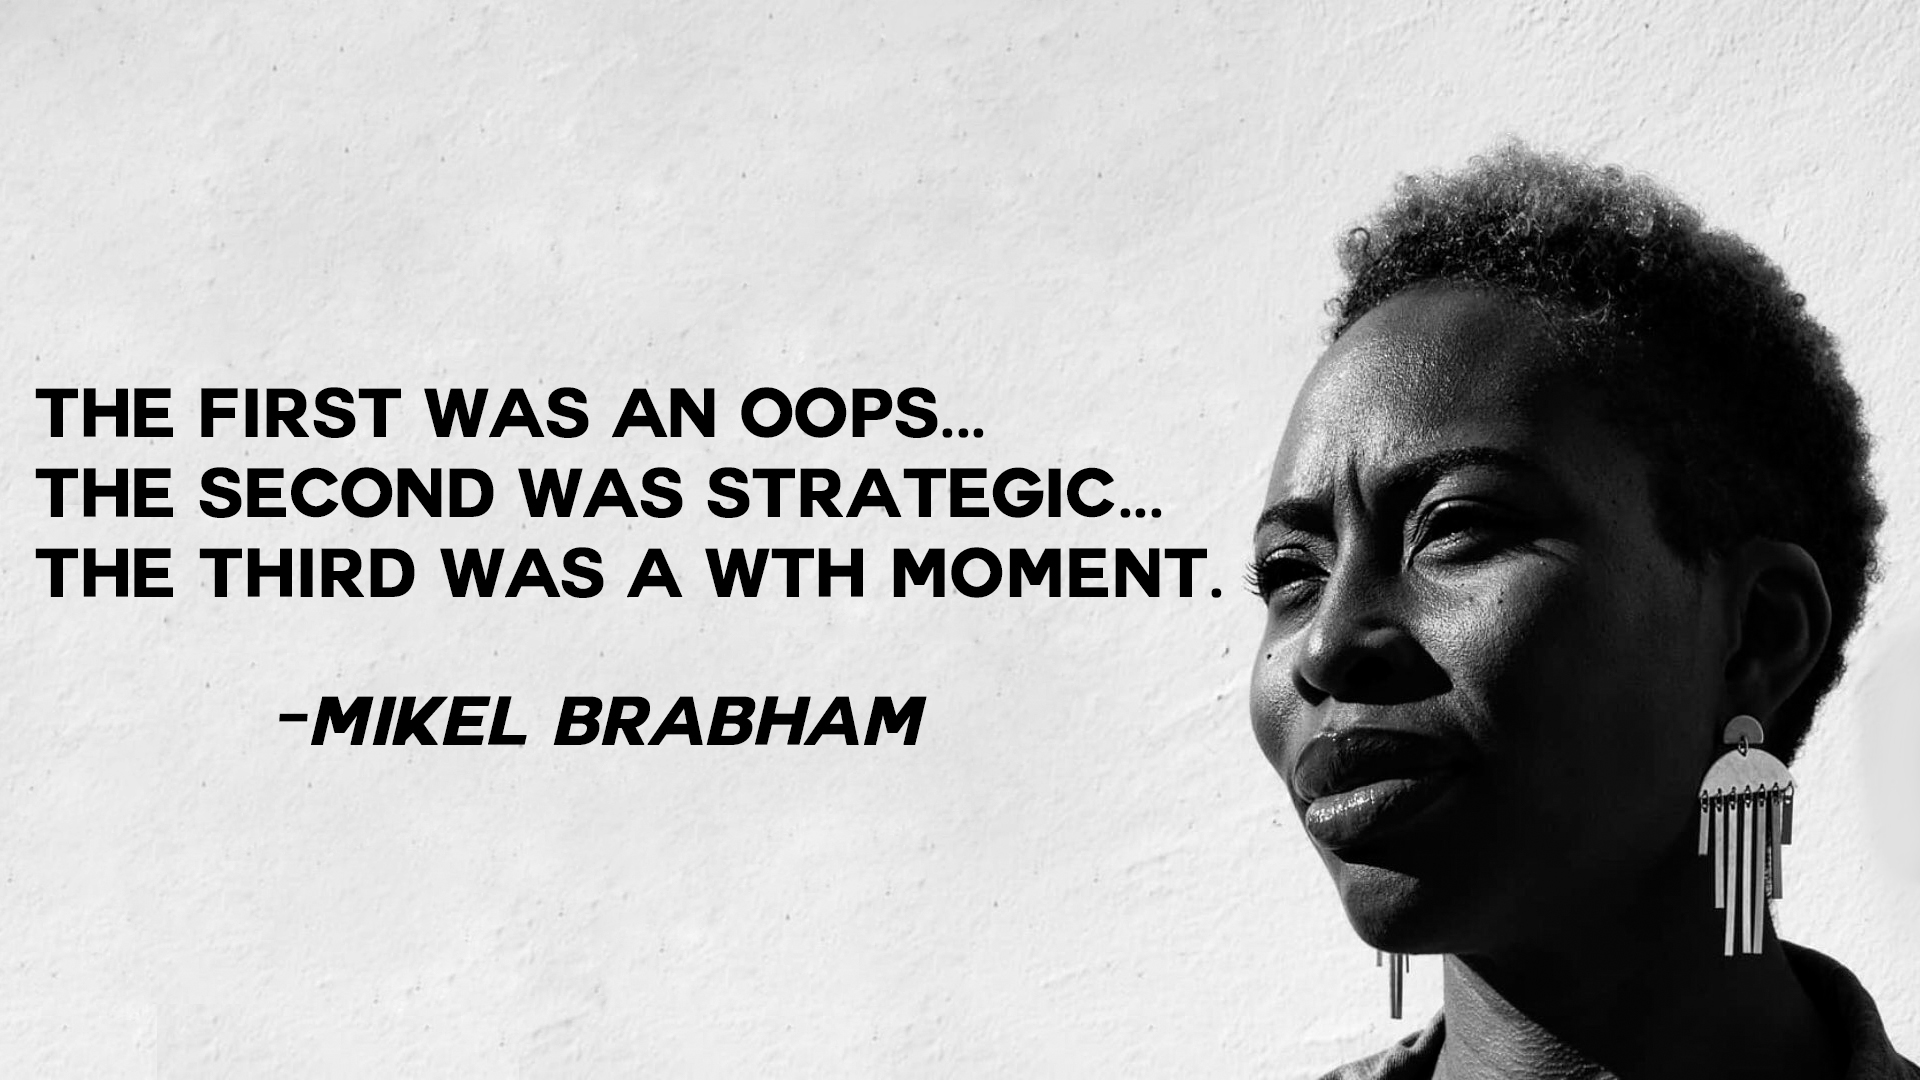 THE FIRST WAS AN OOPS...
THE SECOND WAS STRATEGIC...
THE THIRD WAS A WTH MOMENT.
-MIKEL BRABHAM